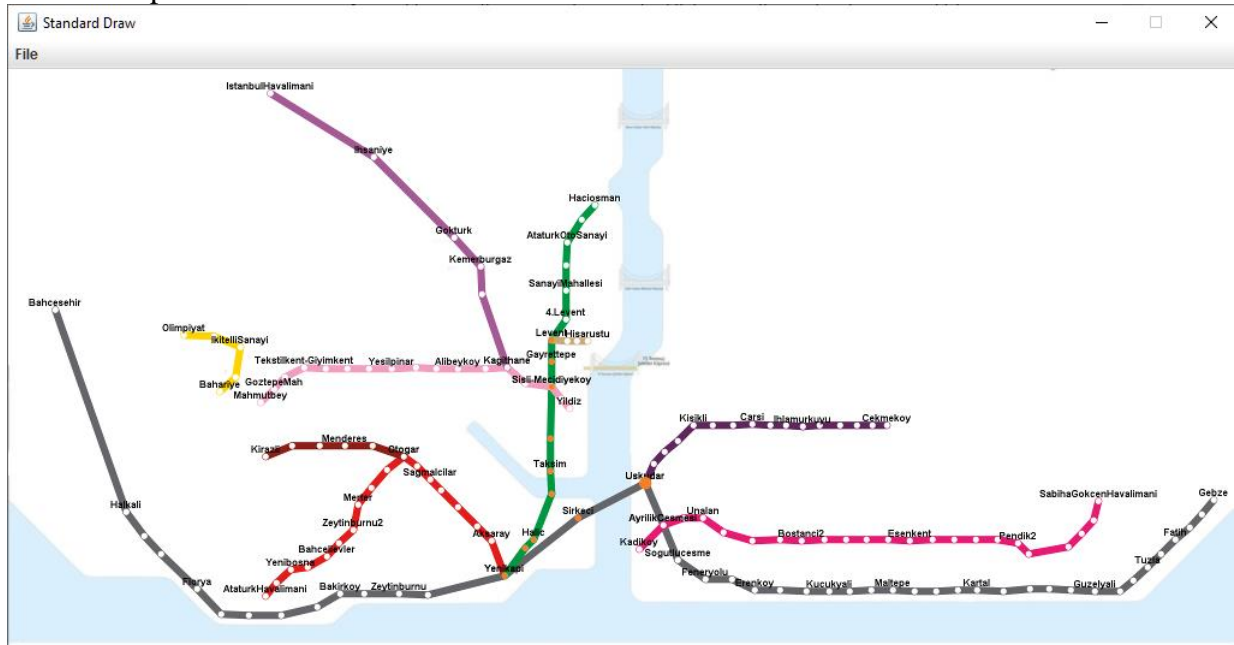 Standard Draw
File
IstanbulHavalimani
Ihsaniye
Haciosman
Gokturk
AtaturkOtoSanayi
Kemerburgaz
SanayiMahallesi
Bahcesehir
4.Levent
Olimpiyat
IkitelliSanayi
Levent
Hisarustu
Tekstilkent-Giyimkent
Yesilpinar
Alibeykoy
Kagithane
Gayrettepe
Bahariye
GoztepeMah
Sisli-Mecidiyekoy
Mahmutbey
Yildiz
Kisikli
Carsi
Ihlamurkuyu
Cekmekoy
Kirazli
Menderes
Otogar
Sagmalcilar
Taksim
Uskudar
Merter
SabihaGokcenHavalimani
Gebze
Halkali
Zeytinburnu2
Aksaray
Halic
Sirkeci
AyrilikCesmesi
Unalan
Bostanci2
Esenkent
Pendik2
Fatih
Bahcelievler
Kadikoy
Sogutlucesme
Yenibosna
Yenikapi
Feneryolu
Tuzla
Florya
AtaturkHavalimani
Bakirkoy
Zeytinburnu
Erenkoy
Kucukyali
Maltepe
Kartal
Guzelyali